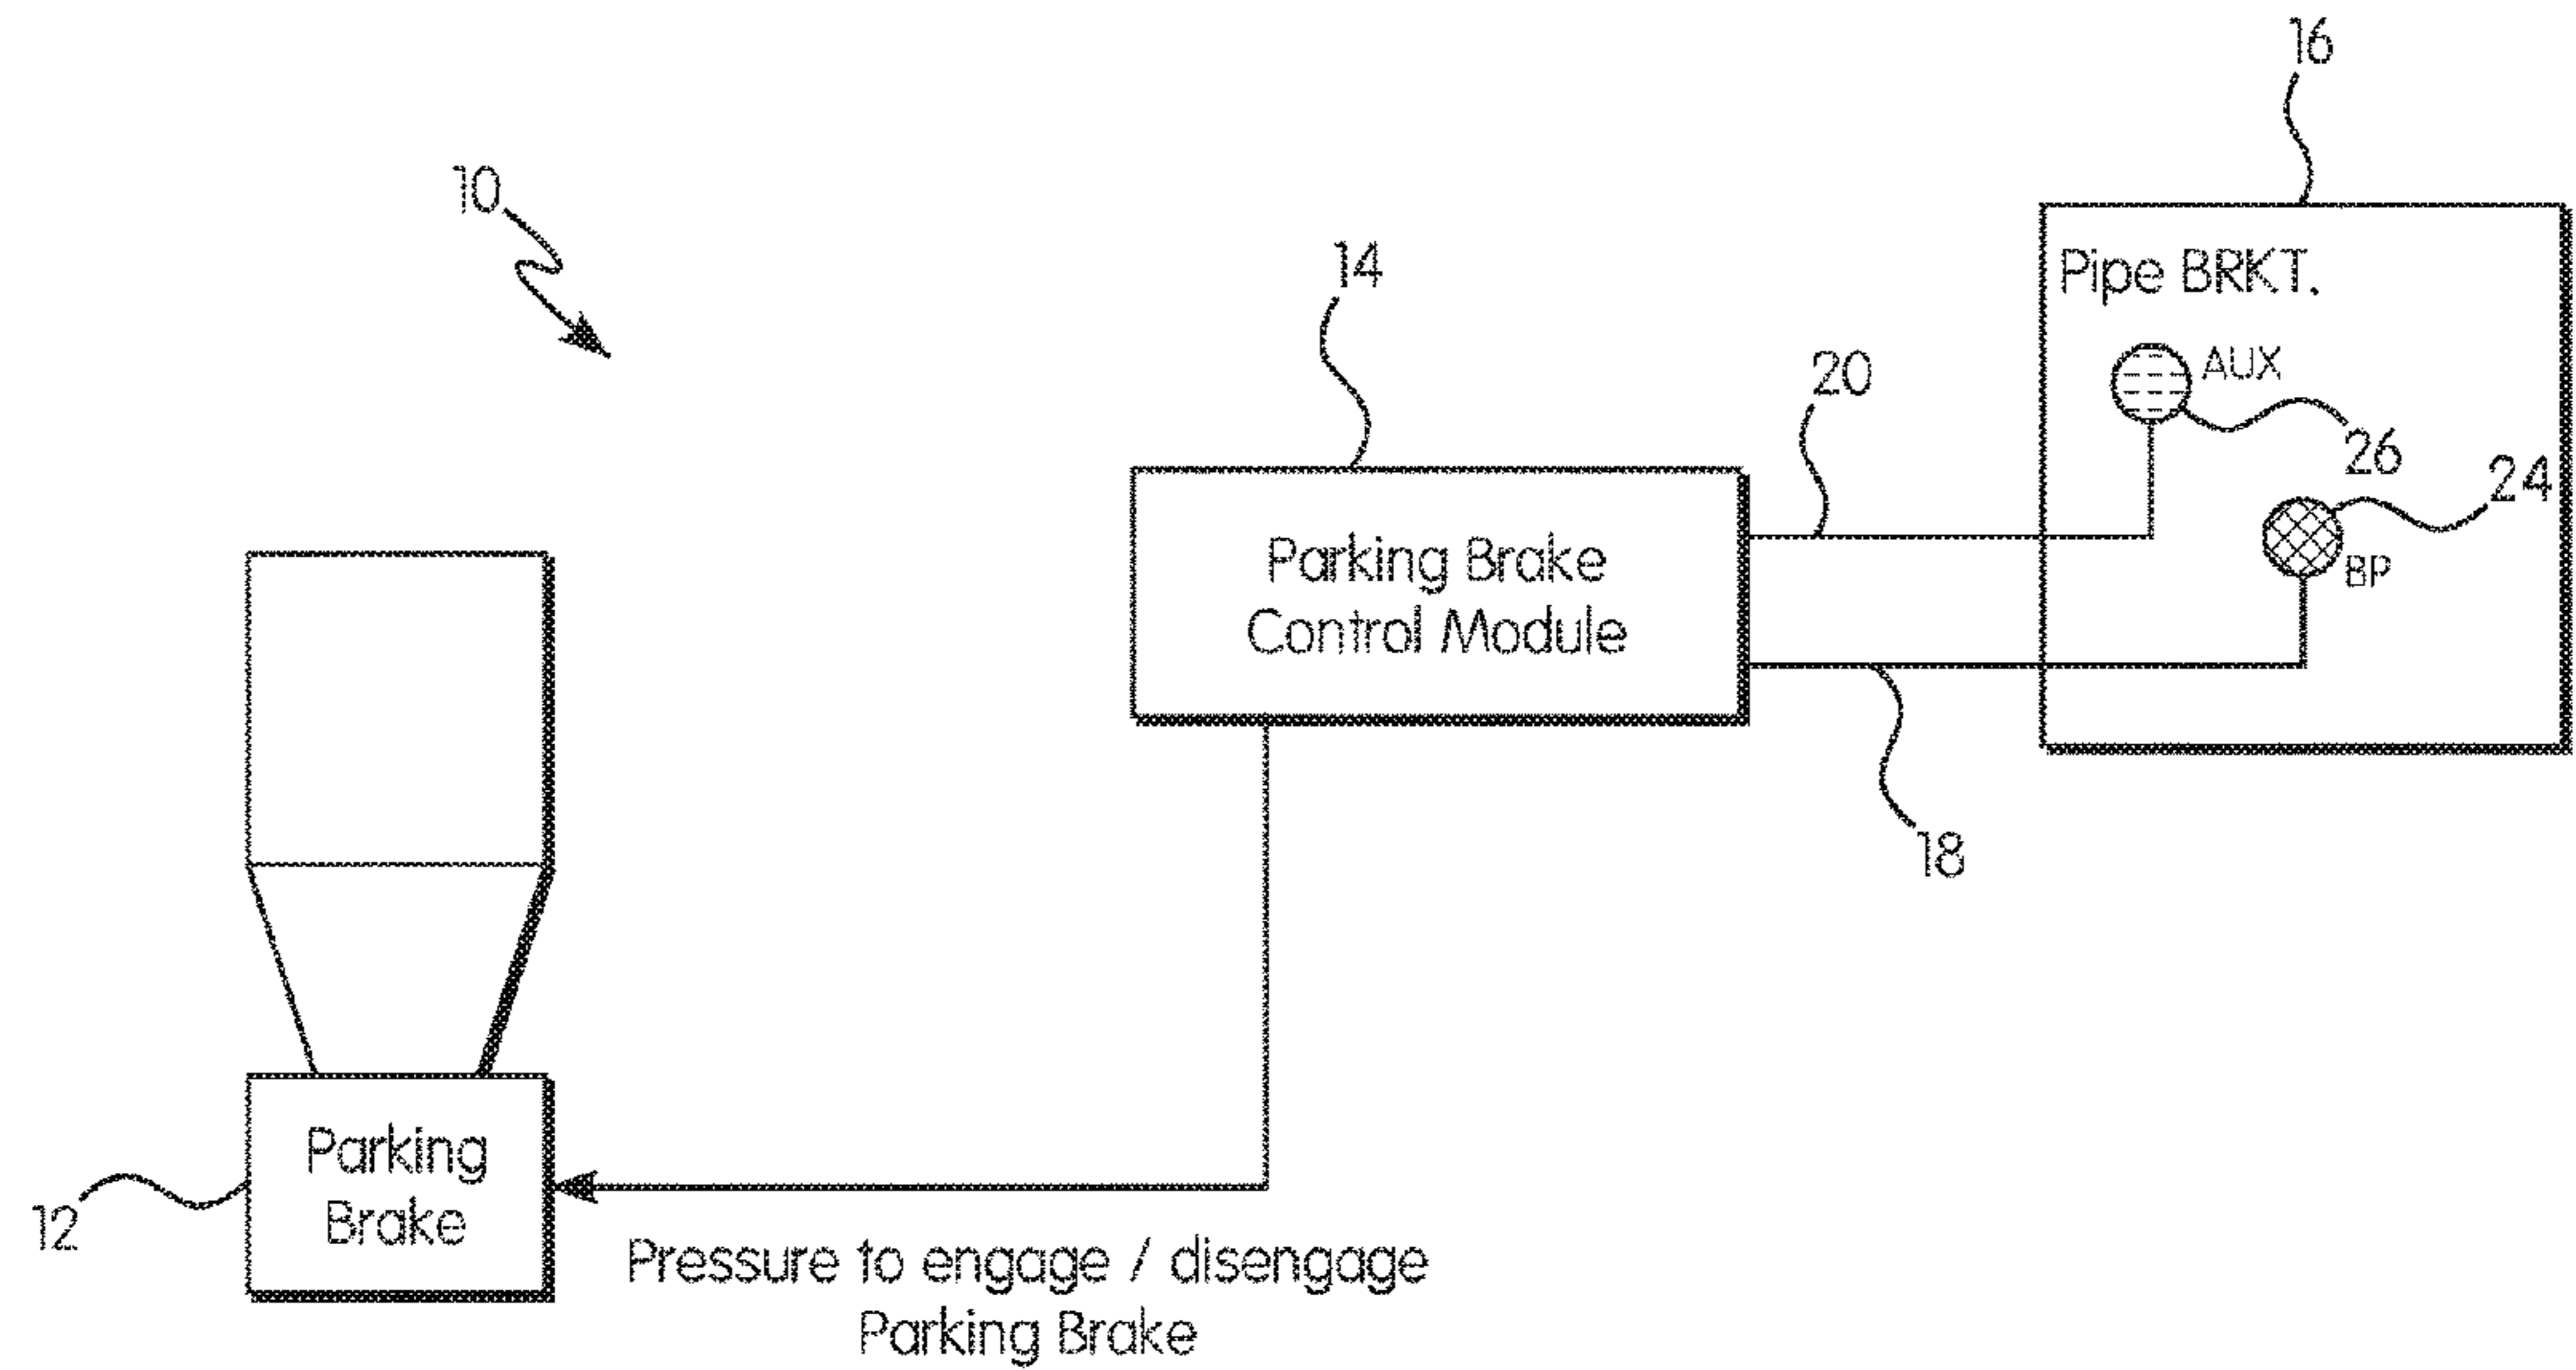 16
10
14
Pipe BRKT.
20
AUX
26
24
BP
Parking Brake
Control Module
18
Parking
Brake
12
Pressure to engage / disengage
Parking Brake